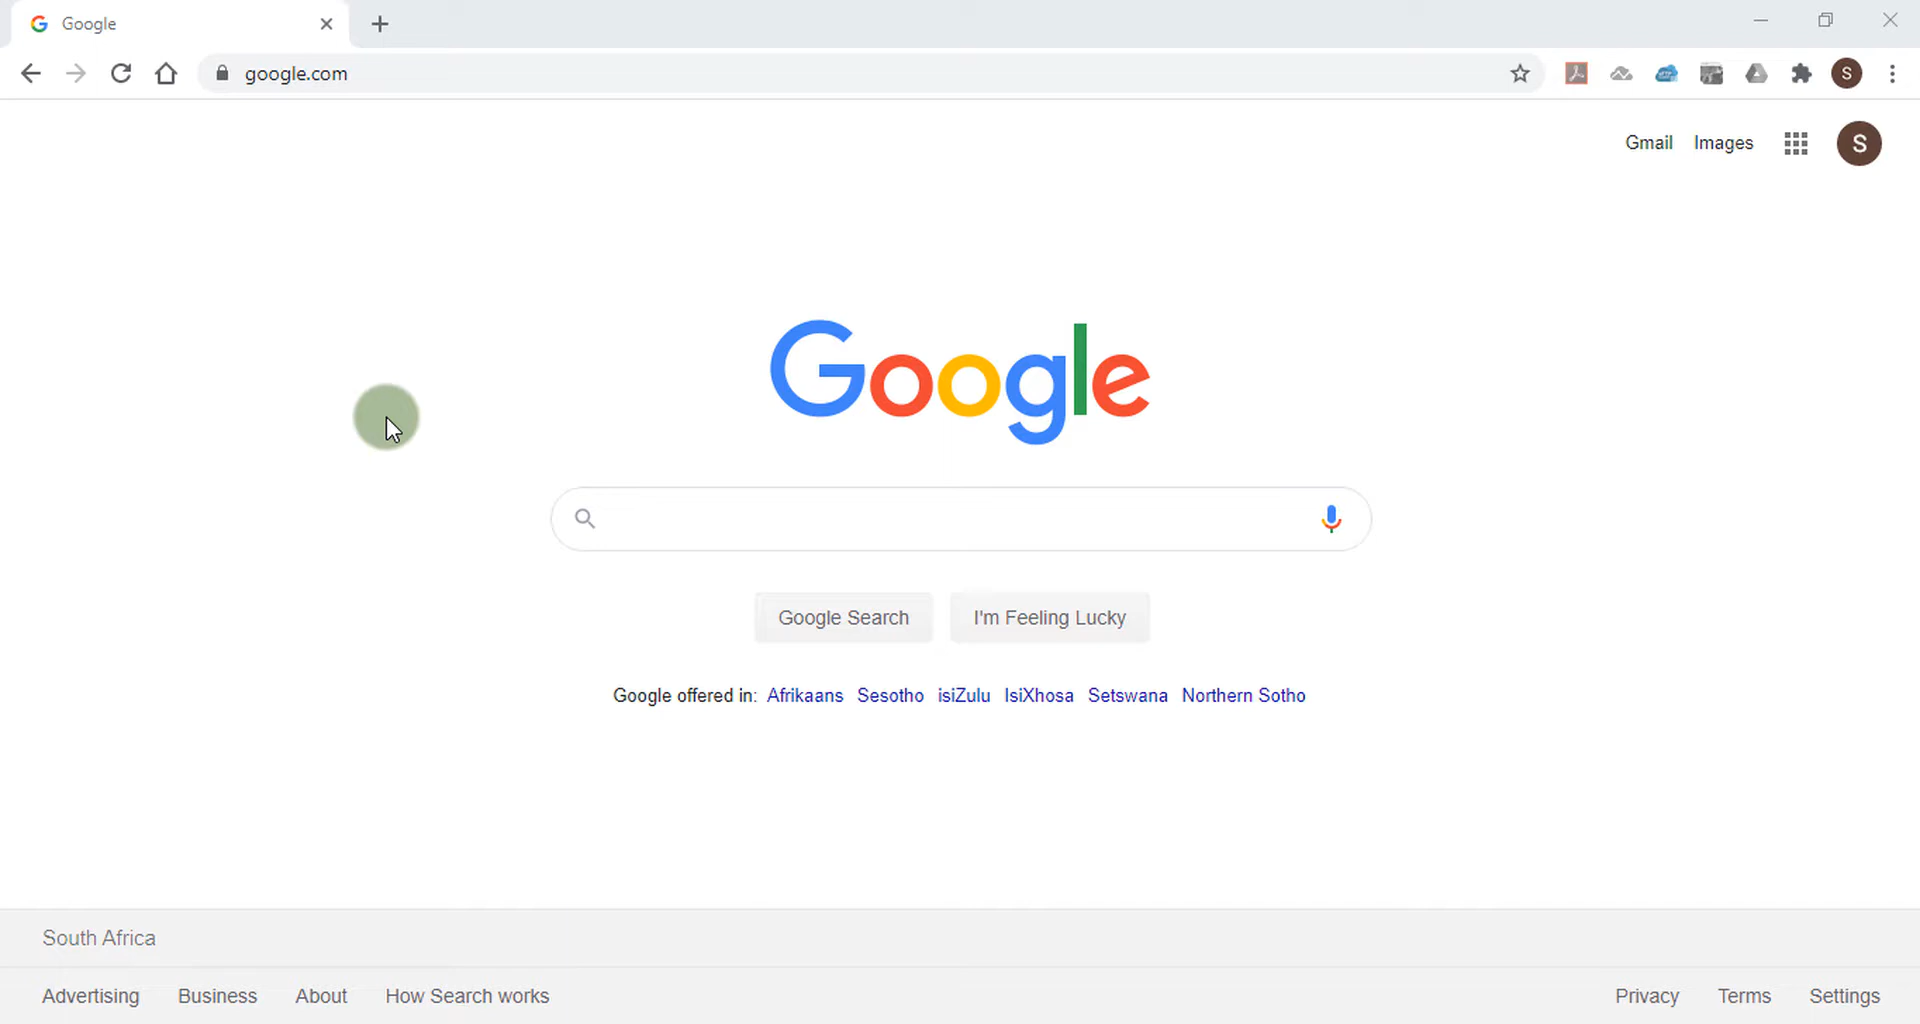 Google
google.com
S
Gmail Images
S
Google
Google Search I'm Feeling Lucky
Google offered in: Afrikaans Sesotho isiZulu IsiXhosa Setswana Northern Sotho
South Africa
Advertising Business About How Search works Privacy Terms Settings